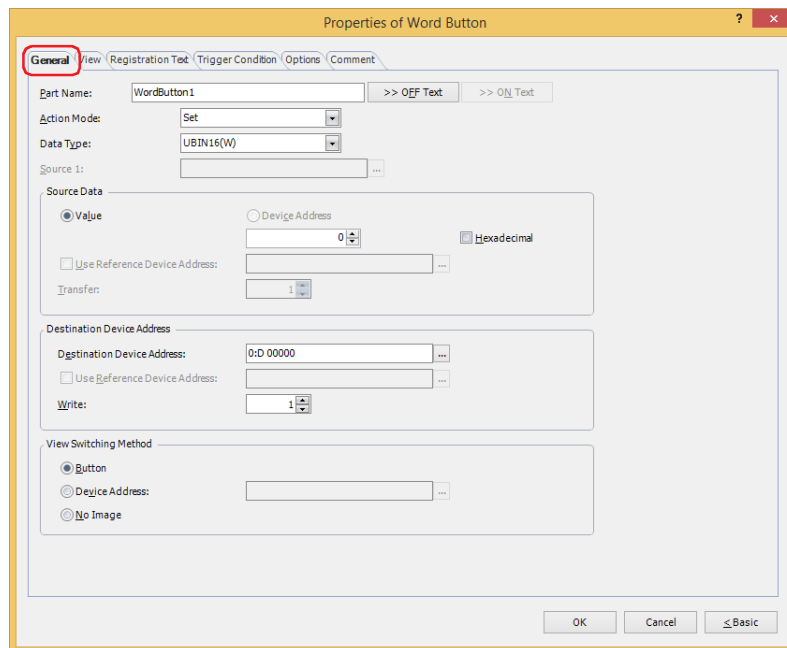 Properties of Word Button ? ×
General View Registration Text Trigger Condition Options Comment
Part Name: WordButton1 >> OFF Text >> ON Text
Action Mode: Set
Data Type: UBIN16(W)
Source 1: ...
Source Data
Value Device Address
0 Hexadecimal
Use Reference Device Address: ...
Transfer: 1
Destination Device Address
Destination Device Address: 0:D 00000 ...
Use Reference Device Address: ...
Write: 1
View Switching Method
Button
Device Address: ...
No Image
OK Cancel < Basic